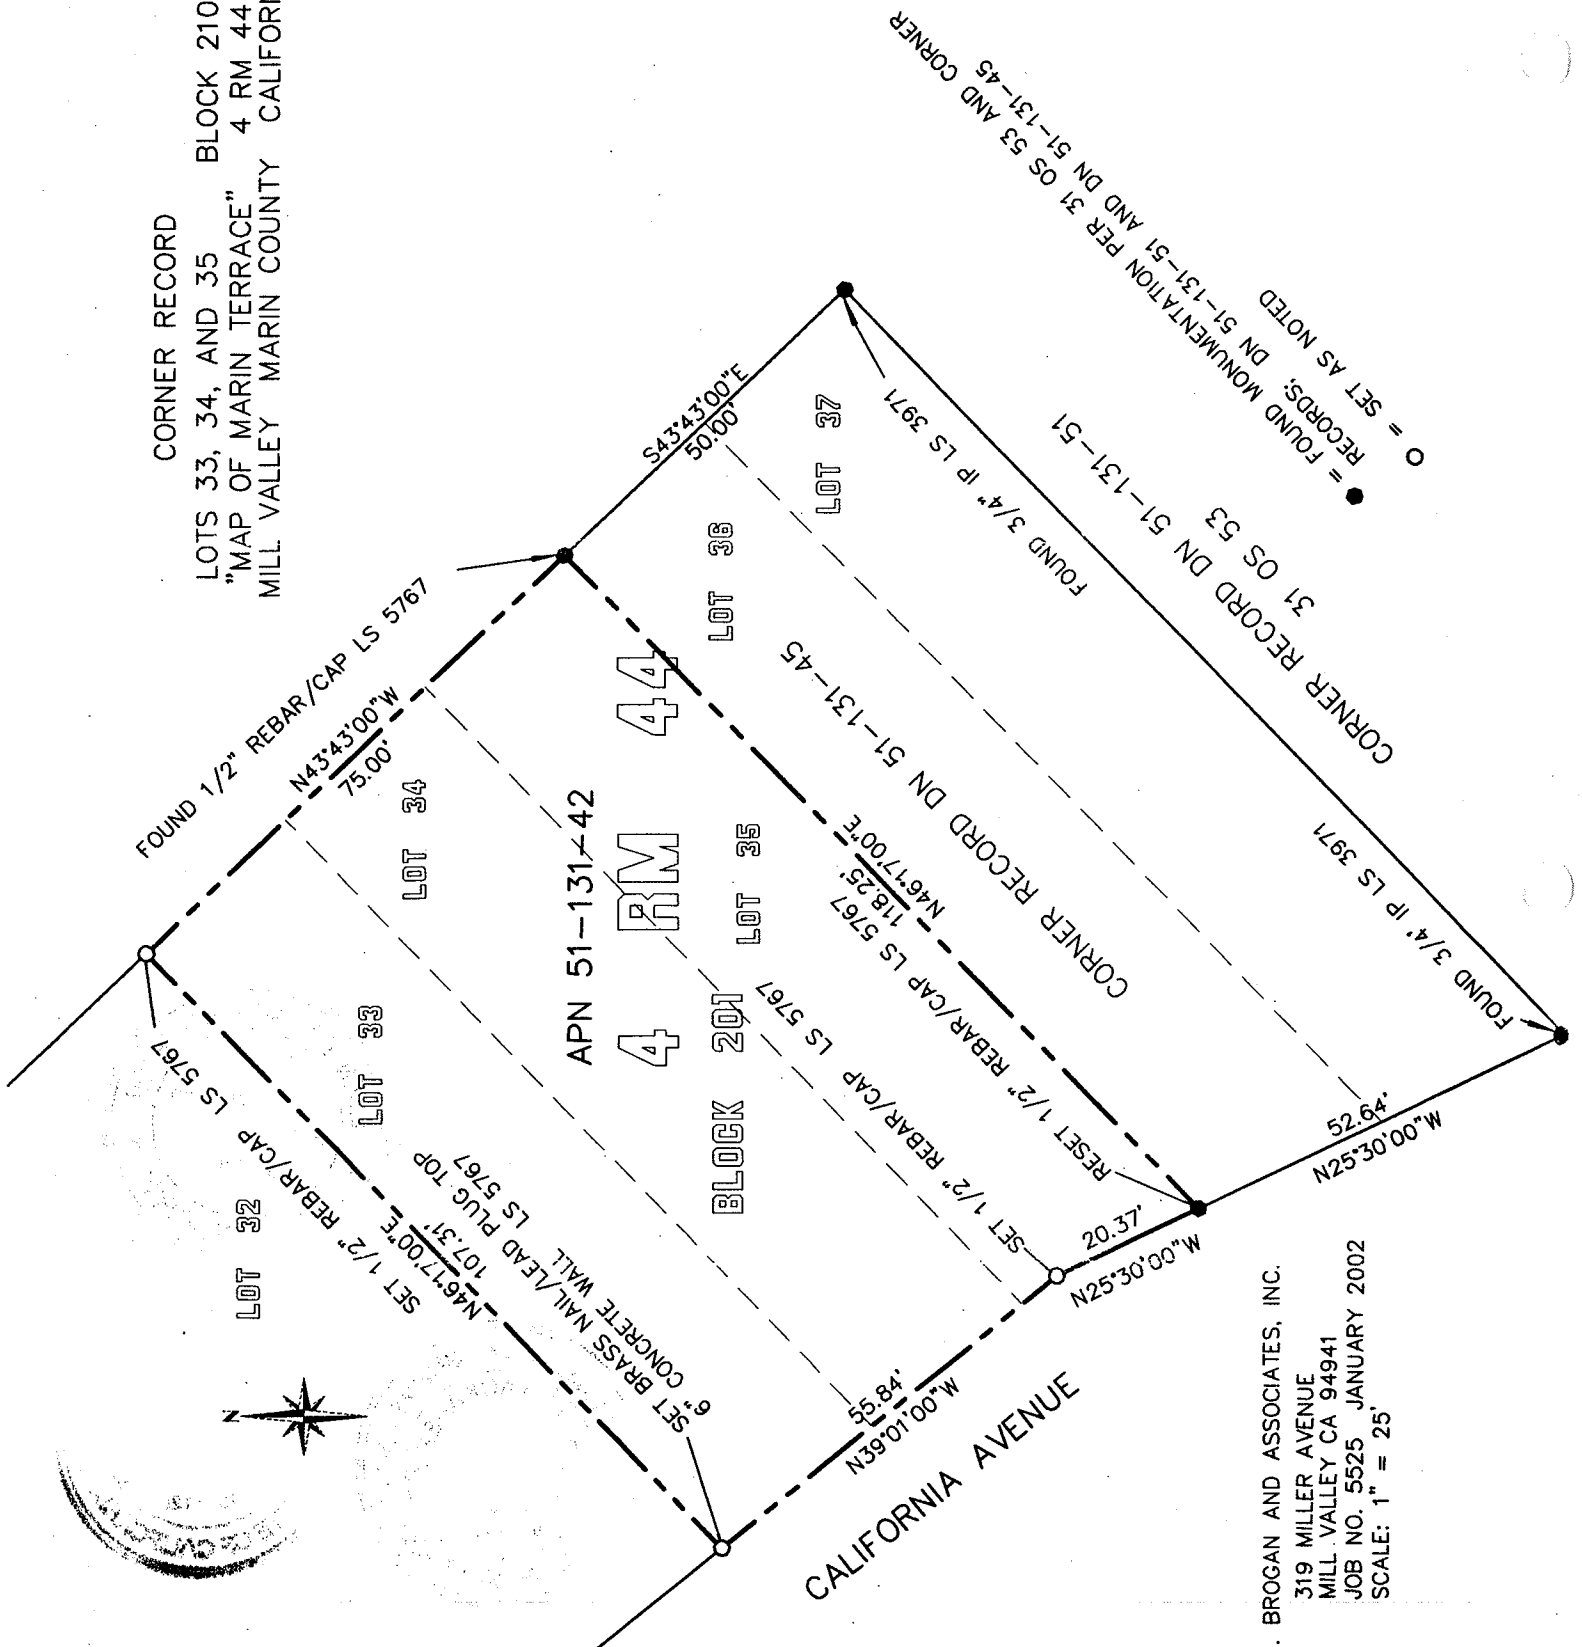 CORNER RECORD
LOTS 33, 34, AND 35 BLOCK 210
"MAP OF MARIN TERRACE" 4 RM 44
MILL VALLEY MARIN COUNTY
FOUND 1/2" REBAR/CAP LS 5767
N43°43'00"W
75.00'
S43°43'00"E
50.00'
LOT 37
LOT 36
LOT 34
LOT 35
LOT 33
LOT 32
APN 51-131-42
4 RM 44
BLOCK 201
FOUND 3/4" IP LS 3971
CORNER RECORD DN 51-131-51
31 OS 53
CORNER RECORD DN 51-131-45
N46°17'00"E
118.25'
RESET 1/2" REBAR/CAP LS 5767
SET 1/2" REBAR/CAP LS 5767
SET 1/2" REBAR/CAP LS 5767
N46°17'00"E
107.31'
SET BRASS NAIL/LEAD PLUG TOP
6" CONCRETE WALL LS 5767
FOUND 3/4' IP LS 3971
52.64'
N25°30'00"W
20.37'
N25°30'00"W
55.84'
N39°01'00"W
CALIFORNIA AVENUE
N
= FOUND MONUMENTATION PER 31 OS 53 AND CORNER
RECORDS; DN 51-131-51 AND DN 51-131-45
= SET AS NOTED
BROGAN AND ASSOCIATES, INC.
319 MILLER AVENUE
MILL VALLEY CA 94941
JOB NO. 5525 JANUARY 2002
SCALE: 1" = 25'